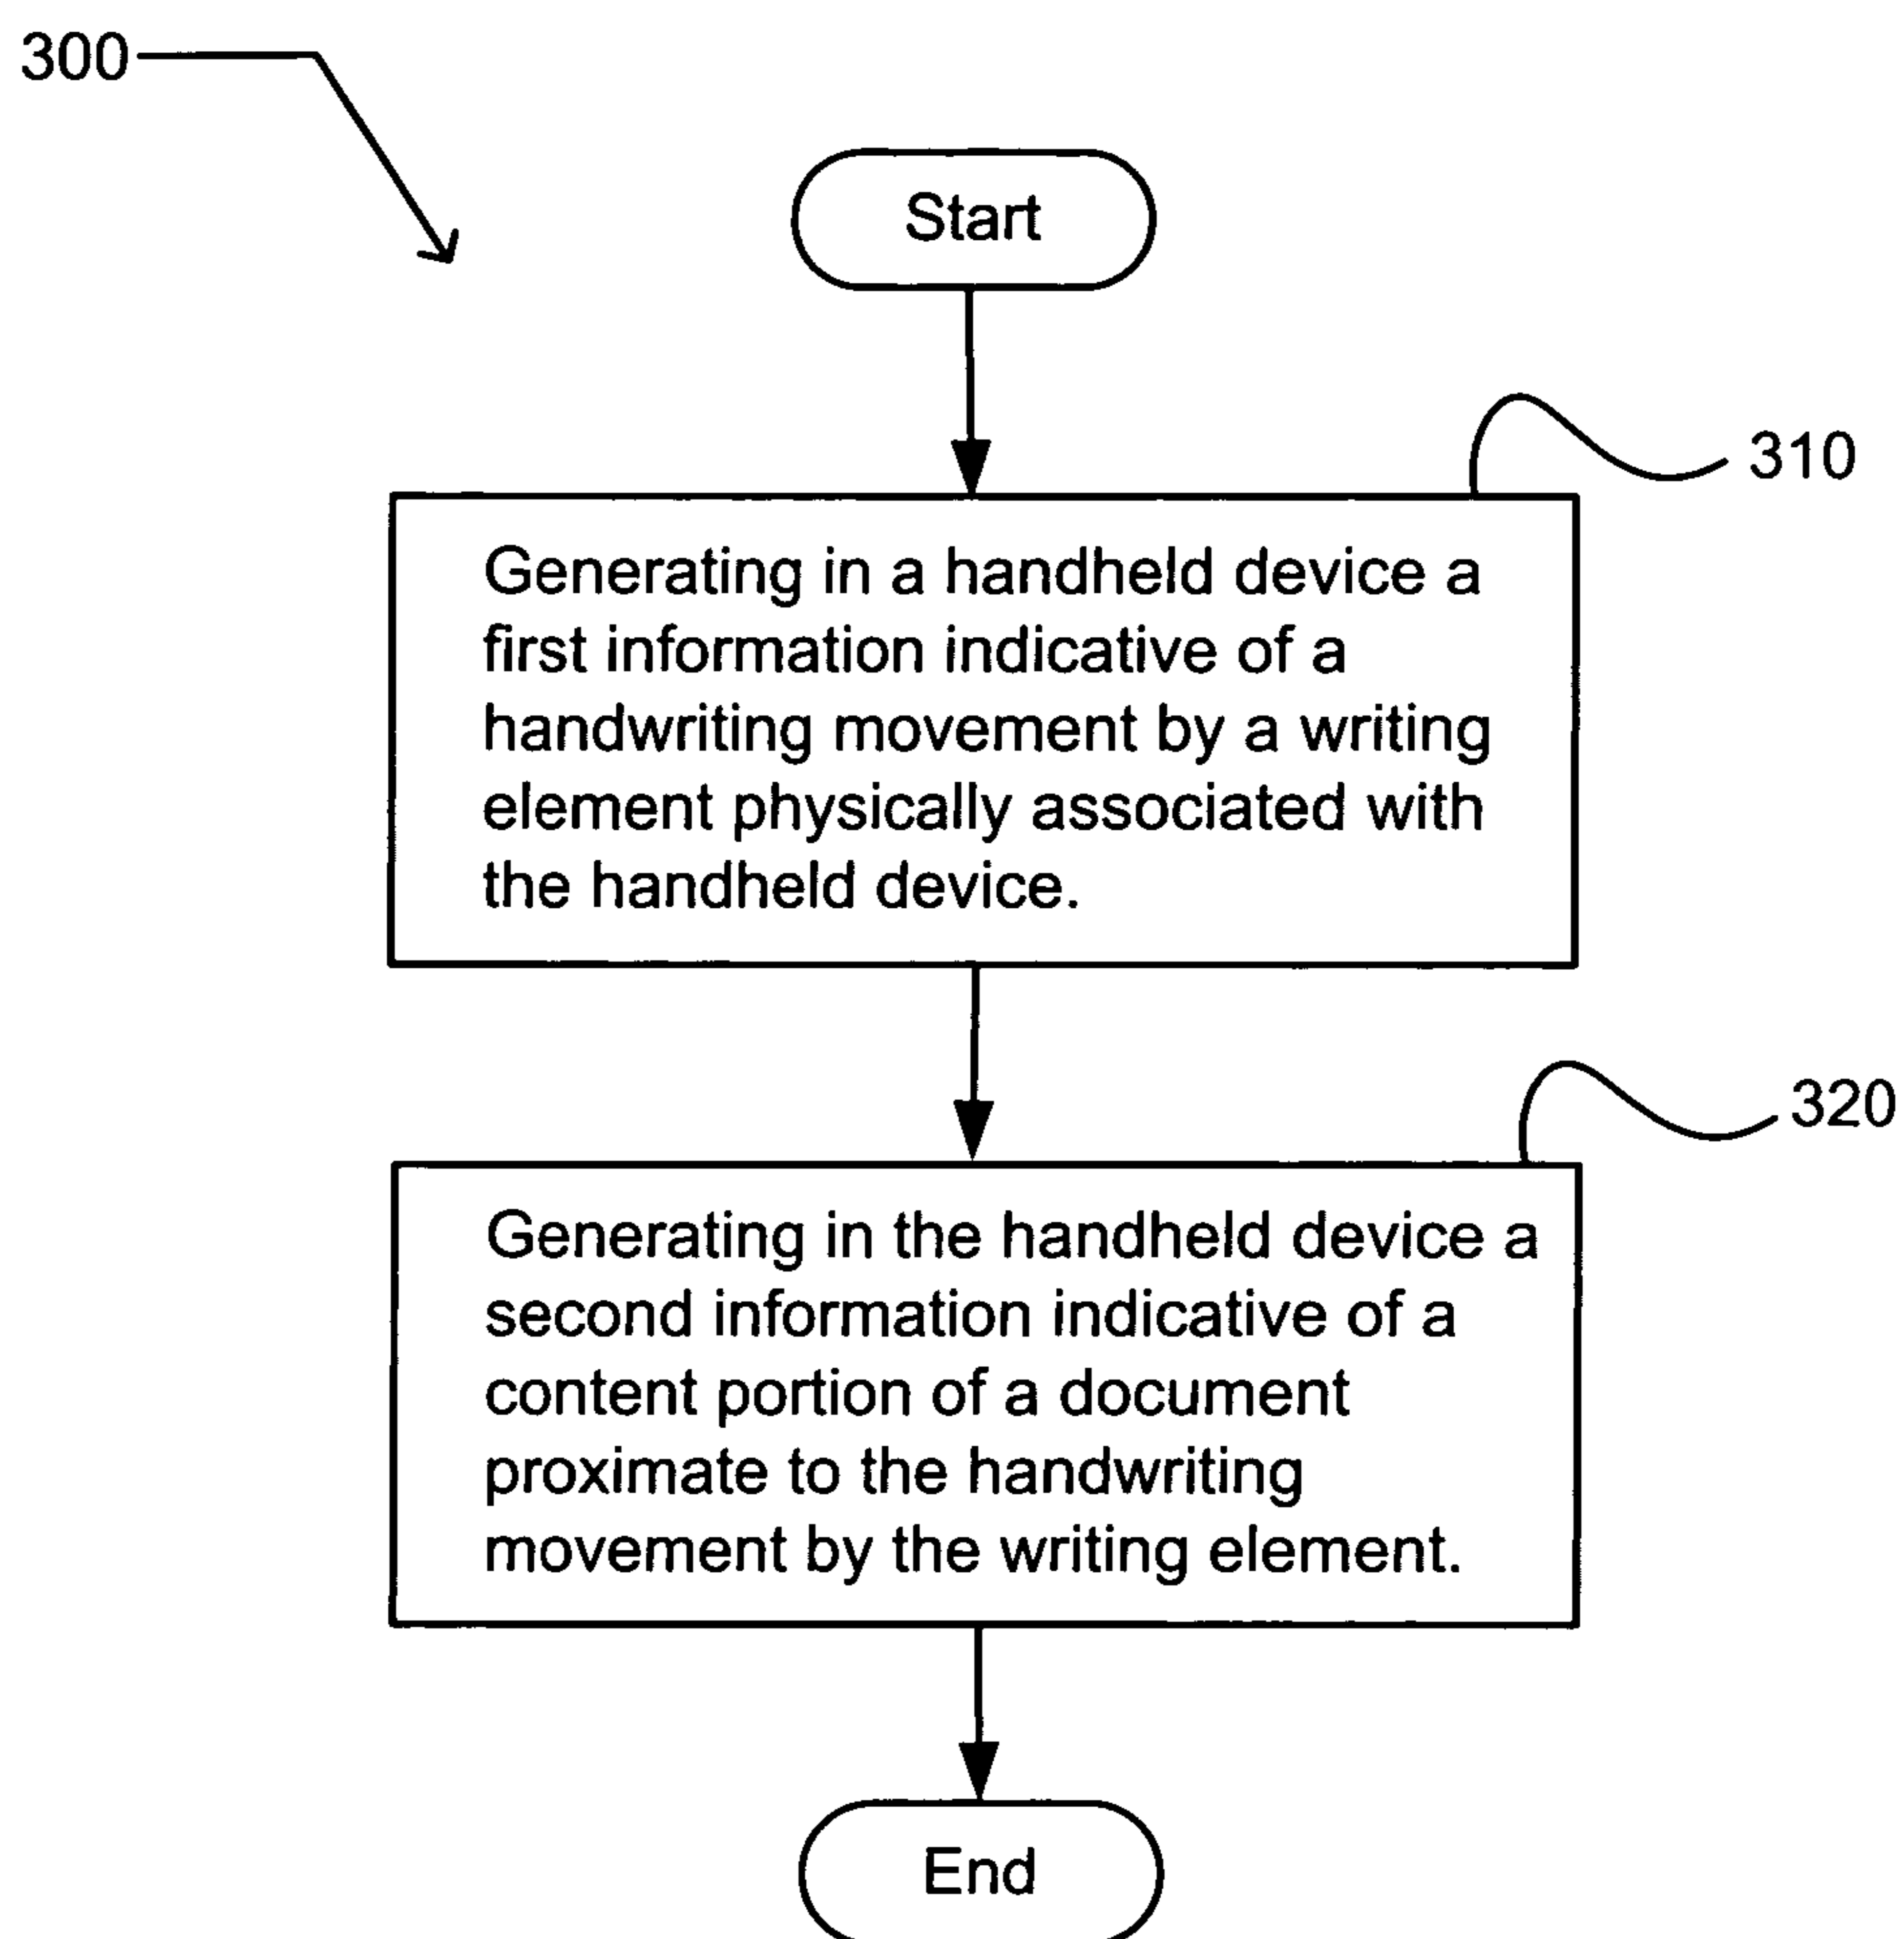 300
Start
310
Generating in a handheld device a
first information indicative of a
handwriting movement by a writing
element physically associated with
the handheld device.
320
Generating in the handheld device a
second information indicative of a
content portion of a document
proximate to the handwriting
movement by the writing element.
End